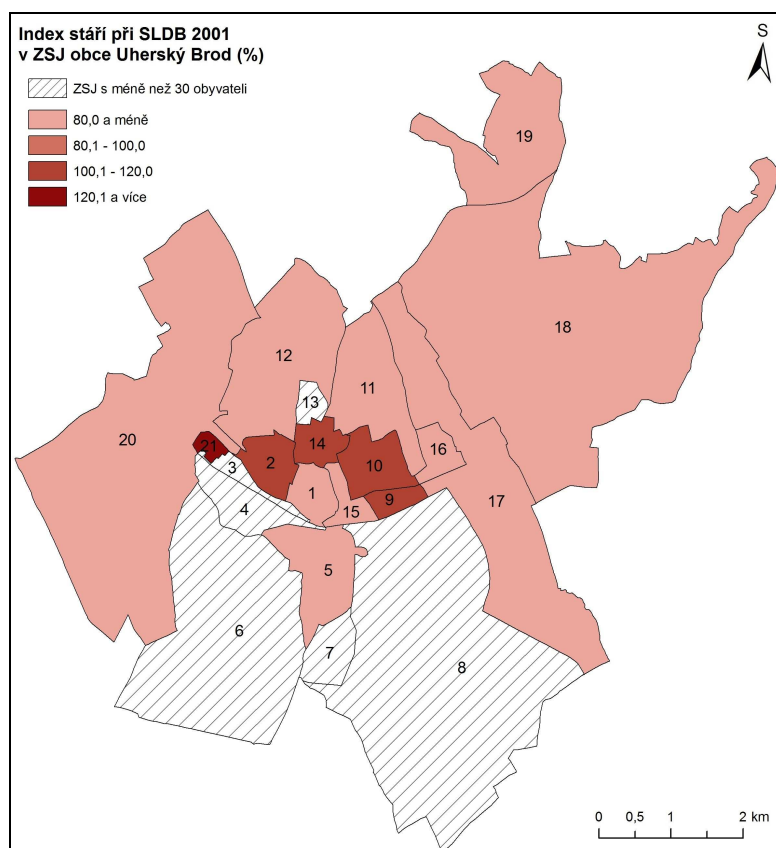 Index stáří při SLDB 2001
v ZSJ obce Uherský Brod (%)
S
ZSJ s méně než 30 obyvateli
80,0 a méně
80,1 - 100,0
100,1 - 120,0
120,1 a více
19
18
12
11
13
20
14
16
21
3
2
10
17
1
9
15
4
5
6
7
8
0 0,5 1 2 km